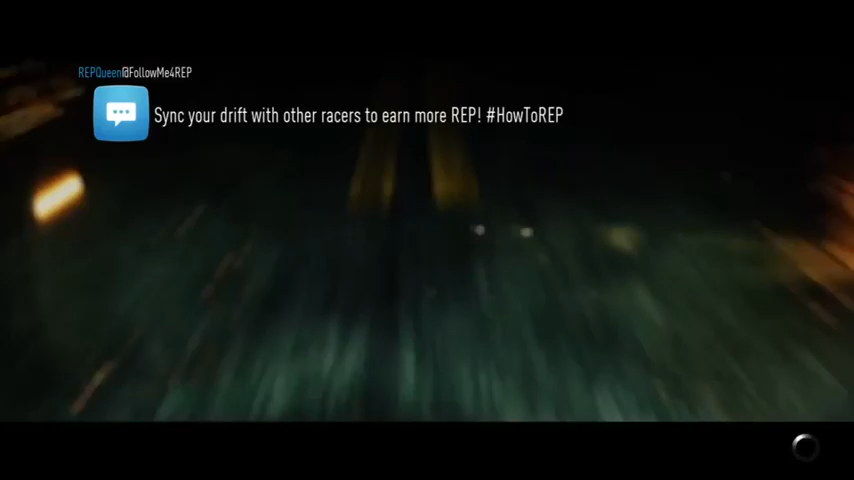 REPQueen@FollowMe4REP
Sync your drift with other racers to earn more REP! #HowToREP